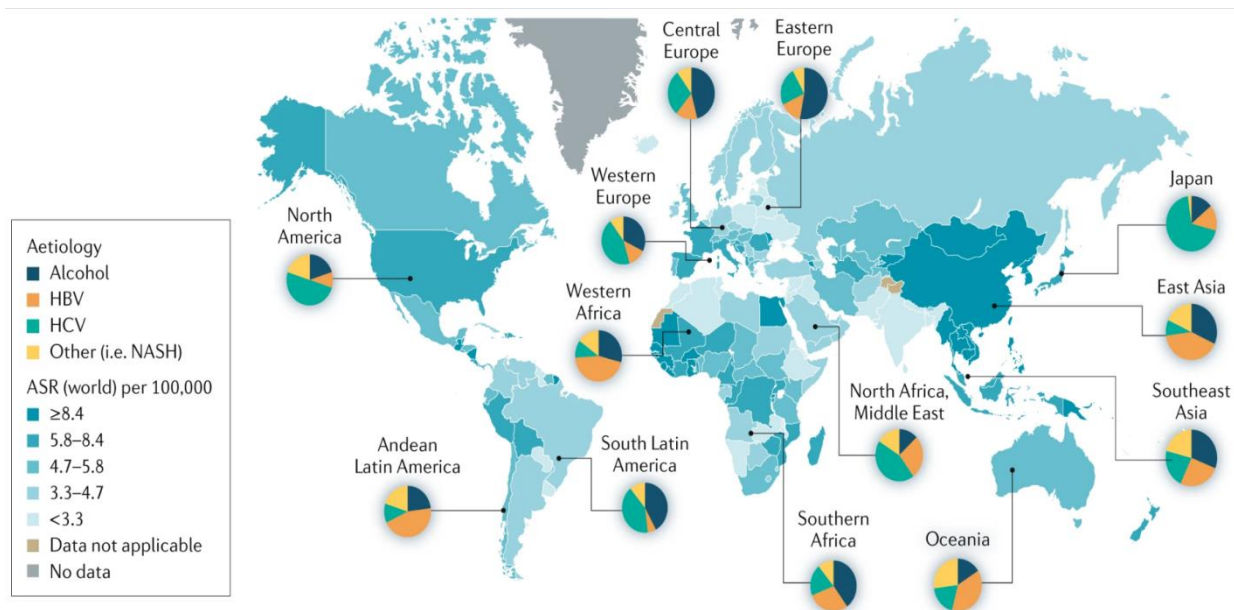 Central
Europe
Eastern
Europe
Western
Europe
Japan
North
America
East Asia
Western
Africa
Southeast
Asia
North Africa,
Middle East
Andean
Latin America
South Latin
America
Southern
Africa
Oceania
Aetiology
Alcohol
HBV
HCV
Other (i.e. NASH)
ASR (world) per 100,000
≥8.4
5.8–8.4
4.7–5.8
3.3–4.7
<3.3
Data not applicable
No data